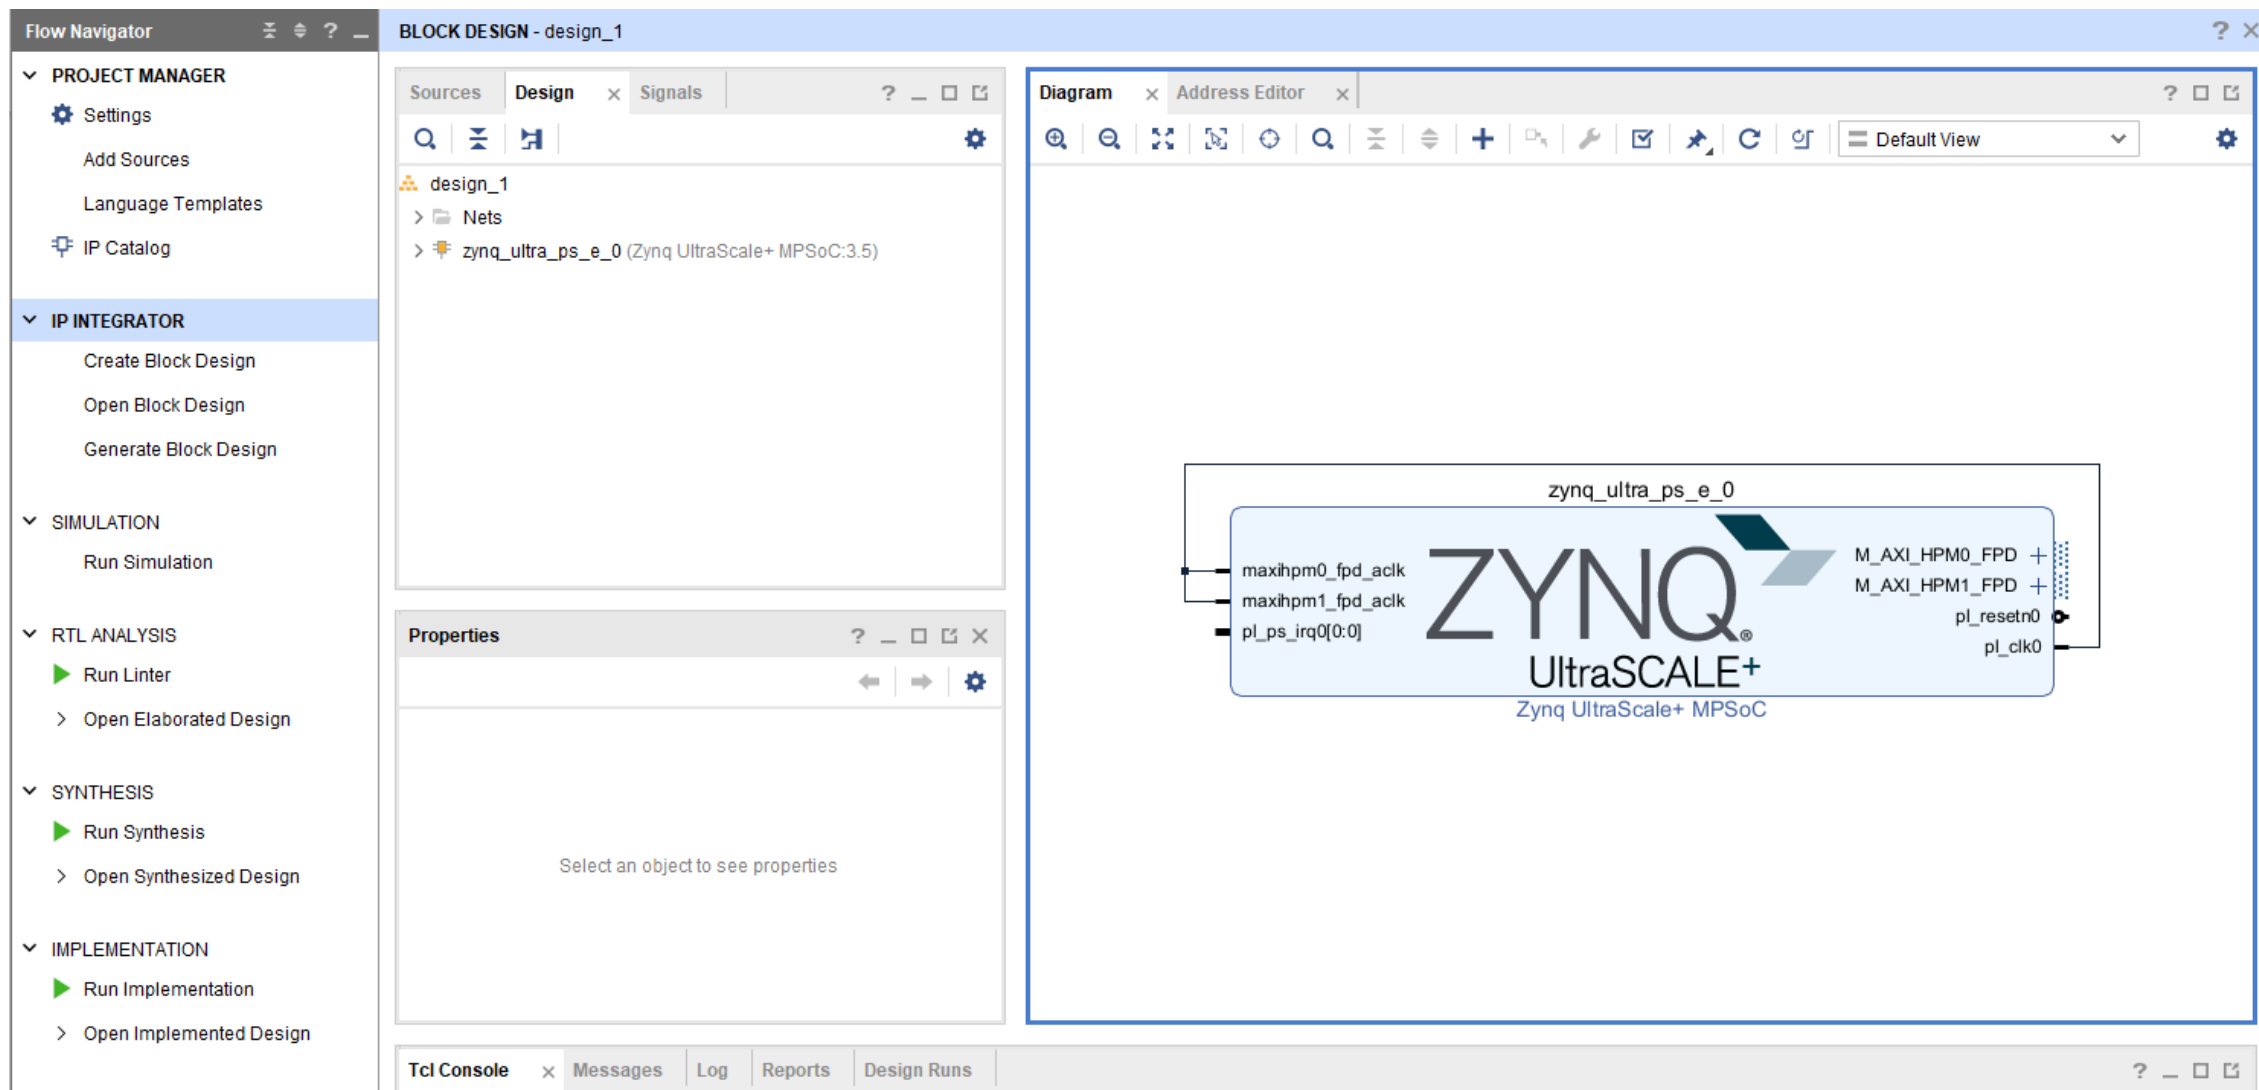 Flow Navigator
?
BLOCK DESIGN - design_1
?
PROJECT MANAGER
Settings
Add Sources
Language Templates
IP Catalog
IP INTEGRATOR
Create Block Design
Open Block Design
Generate Block Design
SIMULATION
Run Simulation
RTL ANALYSIS
Run Linter
Open Elaborated Design
SYNTHESIS
Run Synthesis
Open Synthesized Design
IMPLEMENTATION
Run Implementation
Open Implemented Design
Sources Design Signals
?
design_1
Nets
zynq_ultra_ps_e_0 (Zynq UltraScale+ MPSoC:3.5)
Properties
?
Select an object to see properties
Diagram Address Editor
?
Default View
zynq_ultra_ps_e_0
maxihpm0_fpd_aclk
maxihpm1_fpd_aclk
pl_ps_irq0[0:0]
ZYNQ®
UltraSCALE+
M_AXI_HPM0_FPD
M_AXI_HPM1_FPD
pl_resetn0
pl_clk0
Zynq UltraScale+ MPSoC
Tcl Console Messages Log Reports Design Runs
?